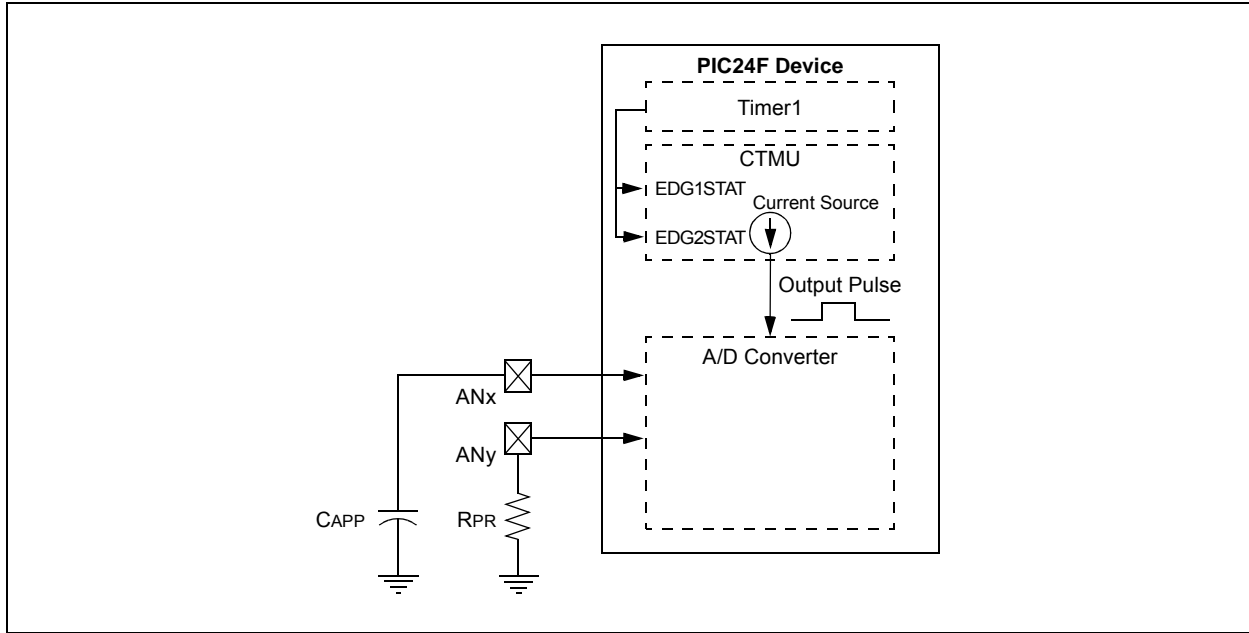 PIC24F Device
Timer1
CTMU
EDG1STAT
Current Source
EDG2STAT
Output Pulse
A/D Converter
ANx
ANy
CAPP
RPR